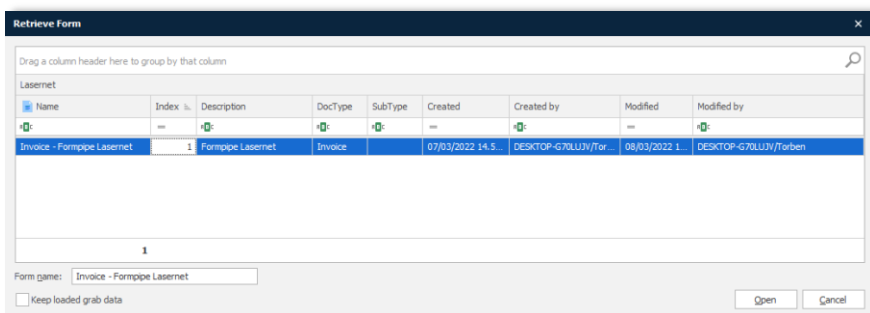 Retrieve Form
Drag a column header here to group by that column
Lasernet
Name Index Description DocType SubType Created Created by Modified Modified by
Invoice - Formpipe Lasernet 1 Formpipe Lasernet Invoice 07/03/2022 14.5... DESKTOP-G70LUJV/Tor... 08/03/2022 1... DESKTOP-G70LUJV/Torben
1
Form name: Invoice - Formpipe Lasernet
Keep loaded grab data
Open Cancel